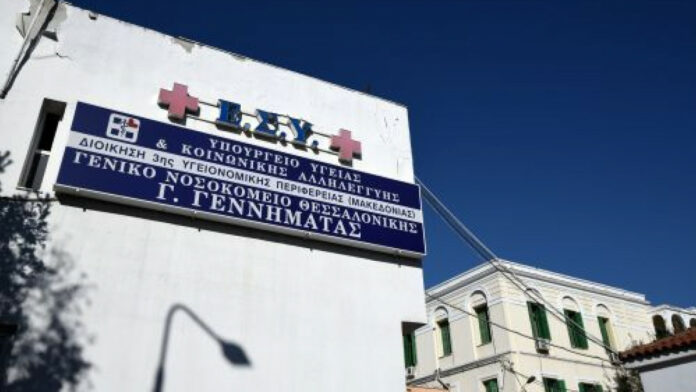 Ε.Σ.Υ.
ΥΠΟΥΡΓΕΙΟ ΥΓΕΙΑΣ
& ΚΟΙΝΩΝΙΚΗΣ ΑΛΛΗΛΕΓΓΥΗΣ
ΔΙΟΙΚΗΣΗ 3ης ΥΓΕΙΟΝΟΜΙΚΗΣ ΠΕΡΙΦΕΡΕΙΑΣ (ΜΑΚΕΔΟΝΙΑΣ)
ΓΕΝΙΚΟ ΝΟΣΟΚΟΜΕΙΟ ΘΕΣΣΑΛΟΝΙΚΗΣ
Γ. ΓΕΝΝΗΜΑΤΑΣ